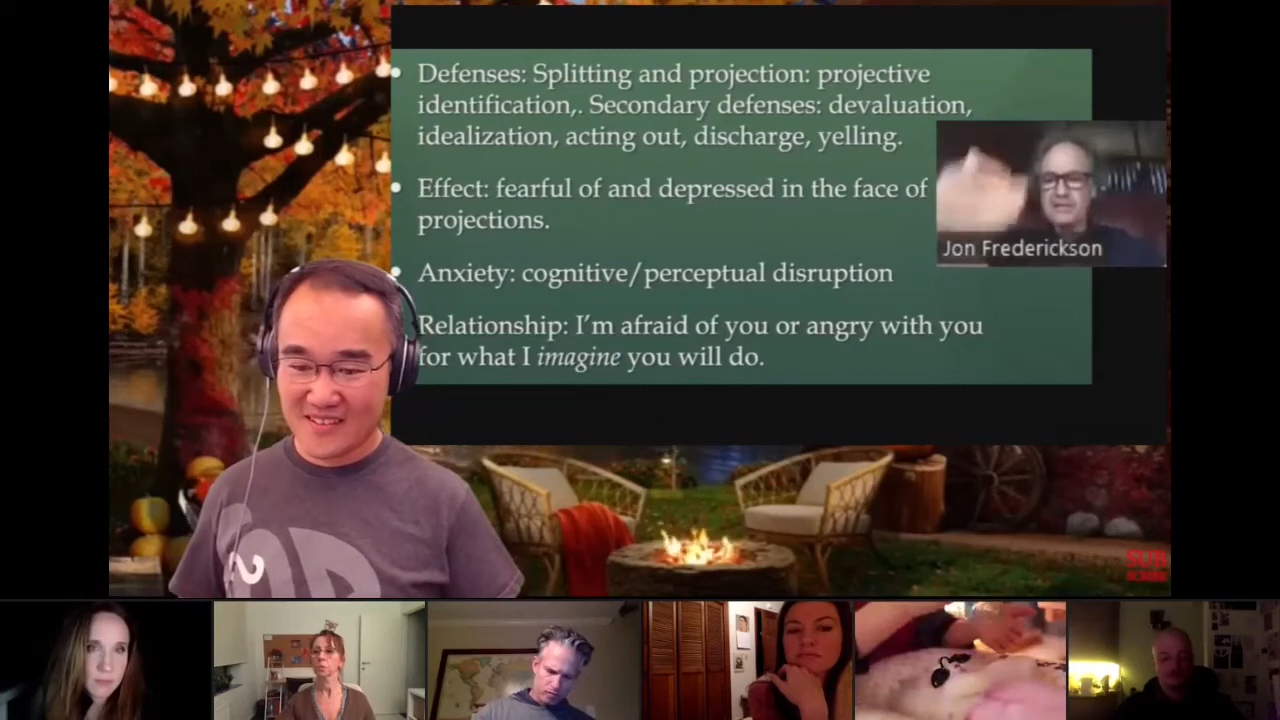 Defenses: Splitting and projection: projective
identification,. Secondary defenses: devaluation,
idealization, acting out, discharge, yelling.
Effect: fearful of and depressed in the face of
projections.
Anxiety: cognitive/perceptual disruption
Relationship: I'm afraid of you or angry with you
for what I imagine you will do.
Jon Frederickson
SUB
SCRIBE